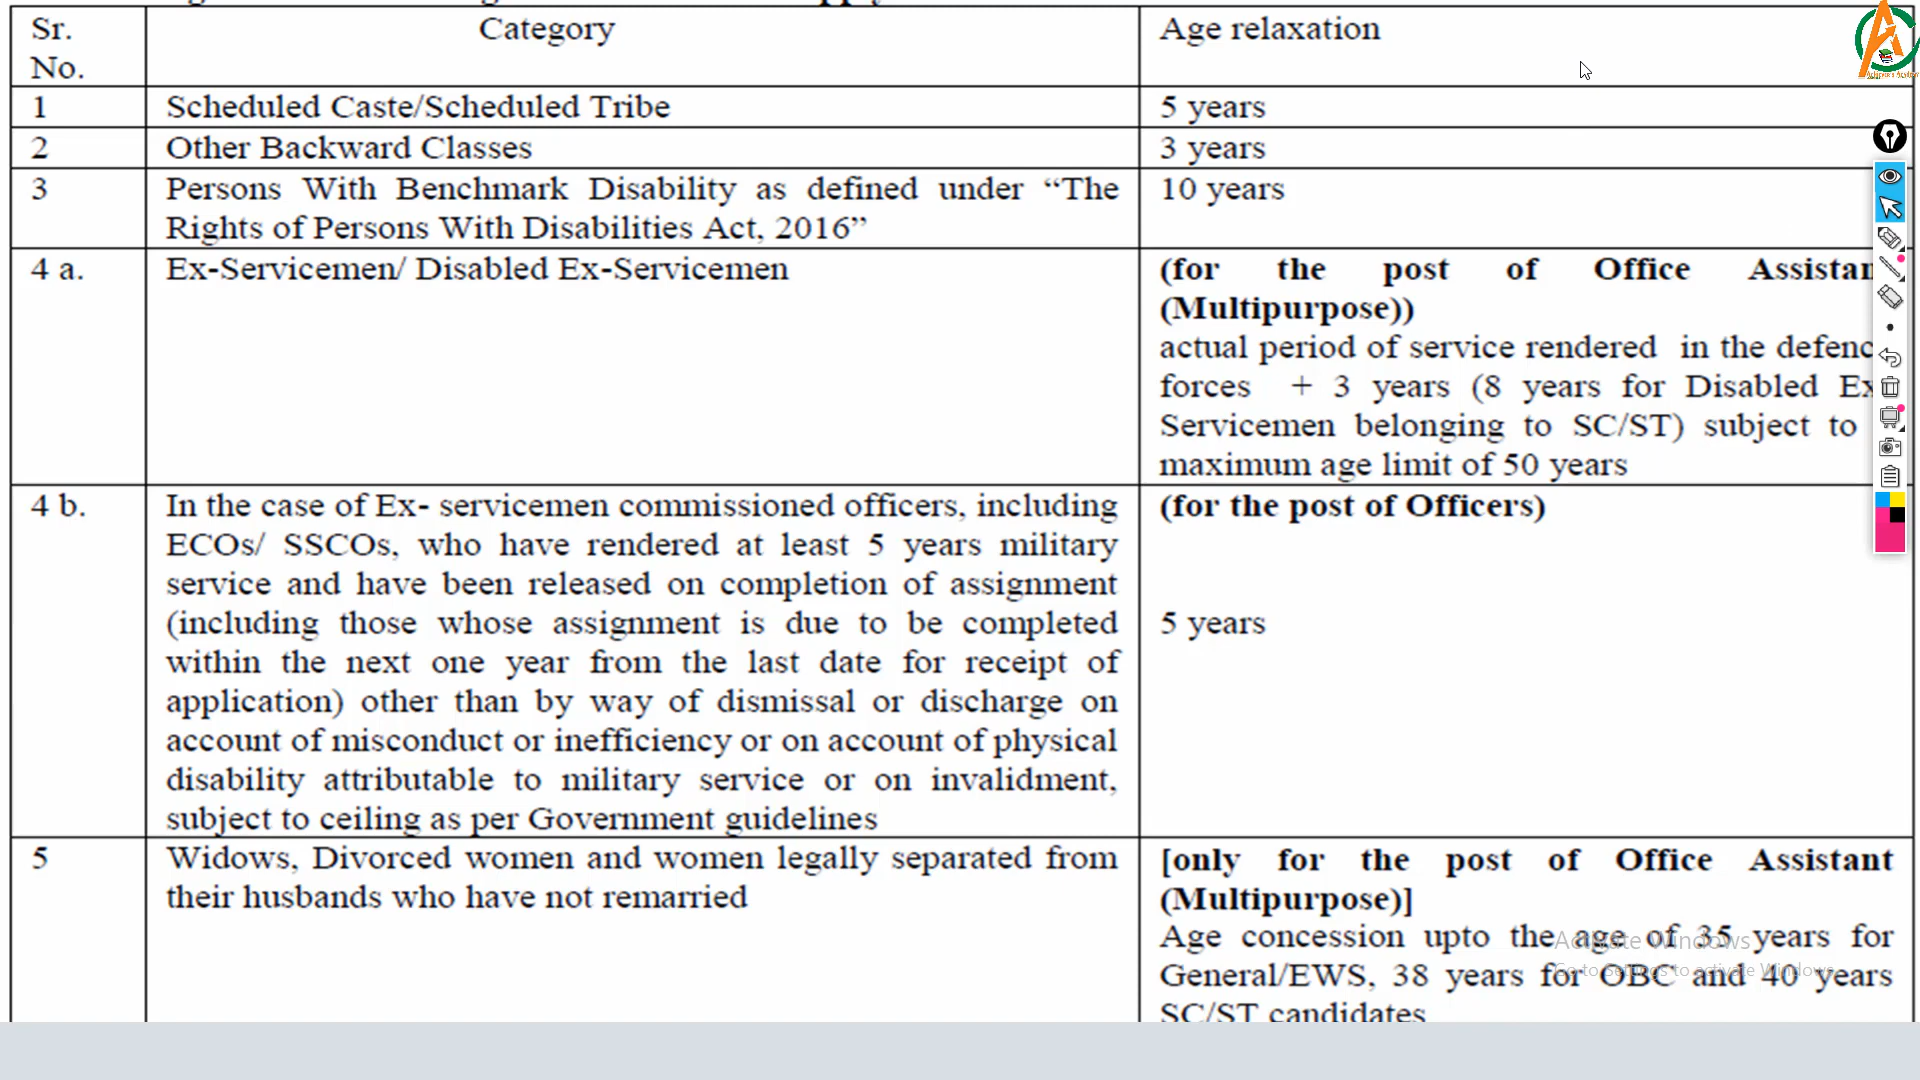 Sr. Category Age relaxation
No.
1 Scheduled Caste/Scheduled Tribe 5 years
2 Other Backward Classes 3 years
3 Persons With Benchmark Disability as defined under “The 10 years
Rights of Persons With Disabilities Act, 2016”
4 a. Ex-Servicemen/ Disabled Ex-Servicemen
(for the post of Office Assistan
(Multipurpose))
actual period of service rendered in the defenc
forces + 3 years (8 years for Disabled Ex
Servicemen belonging to SC/ST) subject to
maximum age limit of 50 years
4 b. In the case of Ex- servicemen commissioned officers, including
ECOs/ SSCOs, who have rendered at least 5 years military
service and have been released on completion of assignment
(including those whose assignment is due to be completed
within the next one year from the last date for receipt of
application) other than by way of dismissal or discharge on
account of misconduct or inefficiency or on account of physical
disability attributable to military service or on invalidment,
subject to ceiling as per Government guidelines
(for the post of Officers)
5 years
5 Widows, Divorced women and women legally separated from
their husbands who have not remarried
[only for the post of Office Assistant
(Multipurpose)]
Age concession upto the age of 35 years for
General/EWS, 38 years for OBC and 40 years
SC/ST candidates
Activate Windows
Go to Settings to activate Windows.